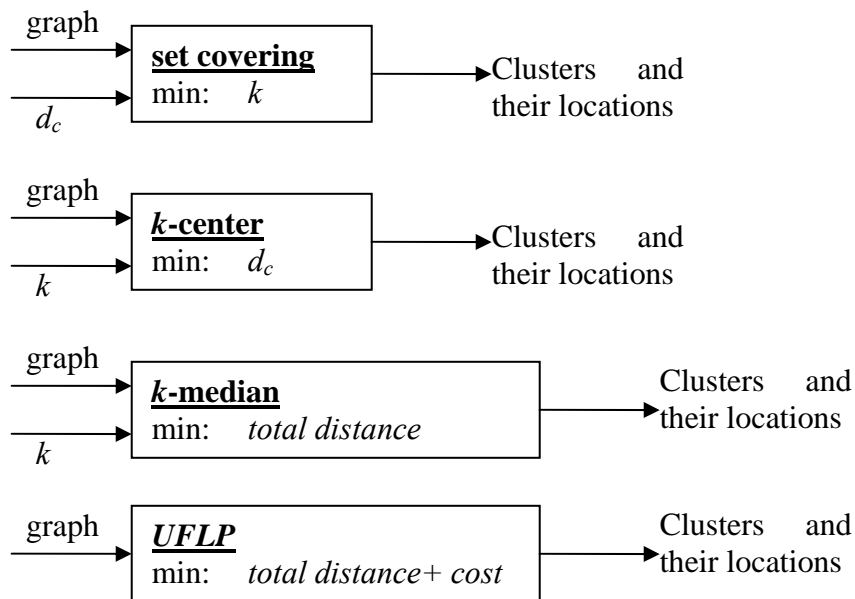 graph
set covering
min: k
d_c
Clusters and
their locations
graph
k-center
min: d_c
k
Clusters and
their locations
graph
k-median
min: total distance
k
Clusters and
their locations
graph
UFLP
min: total distance+ cost
Clusters and
their locations